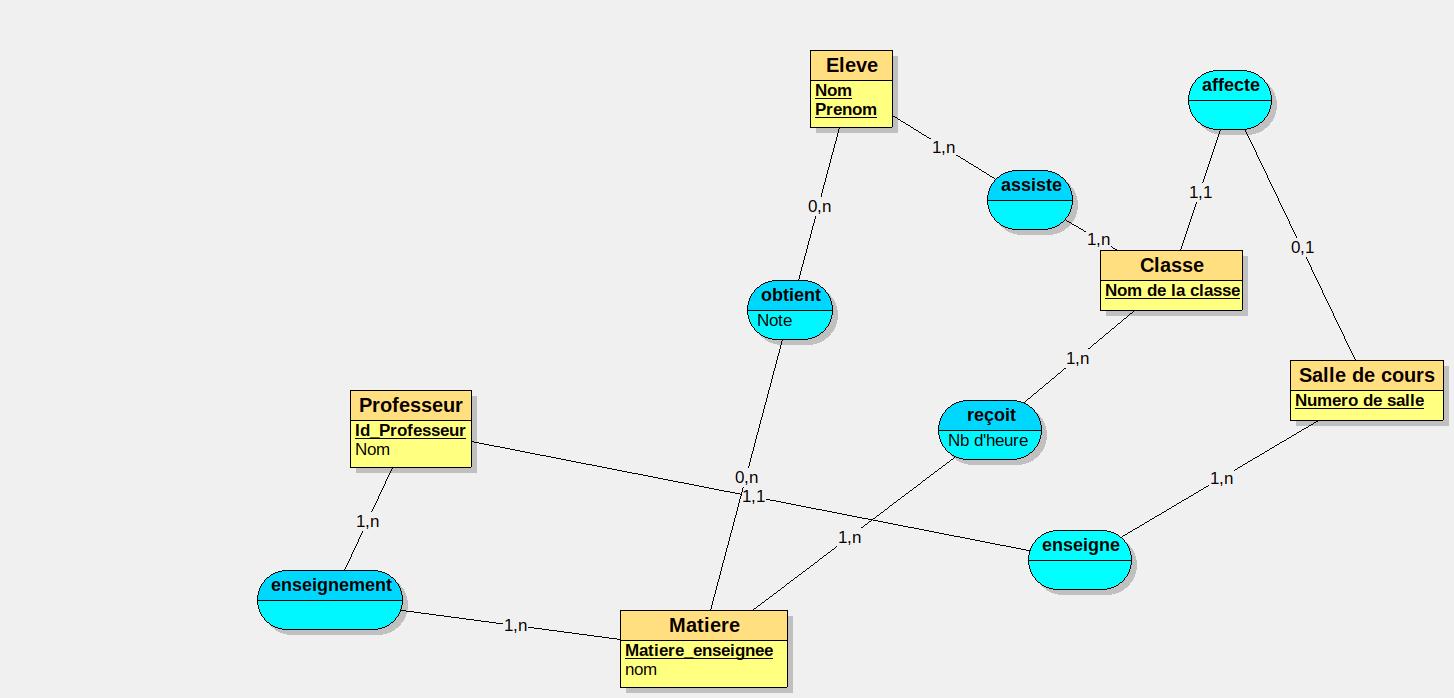 Eleve
Nom
Prenom
affecte
1,n
assiste
1,1
0,n
1,n
0,1
Classe
Nom de la classe
obtient
Note
1,n
Salle de cours
Numero de salle
Professeur
Id_Professeur
Nom
reçoit
Nb d'heure
0,n
1,1
1,n
1,n
1,n
enseigne
enseignement
1,n
Matiere
Matiere_enseignee
nom